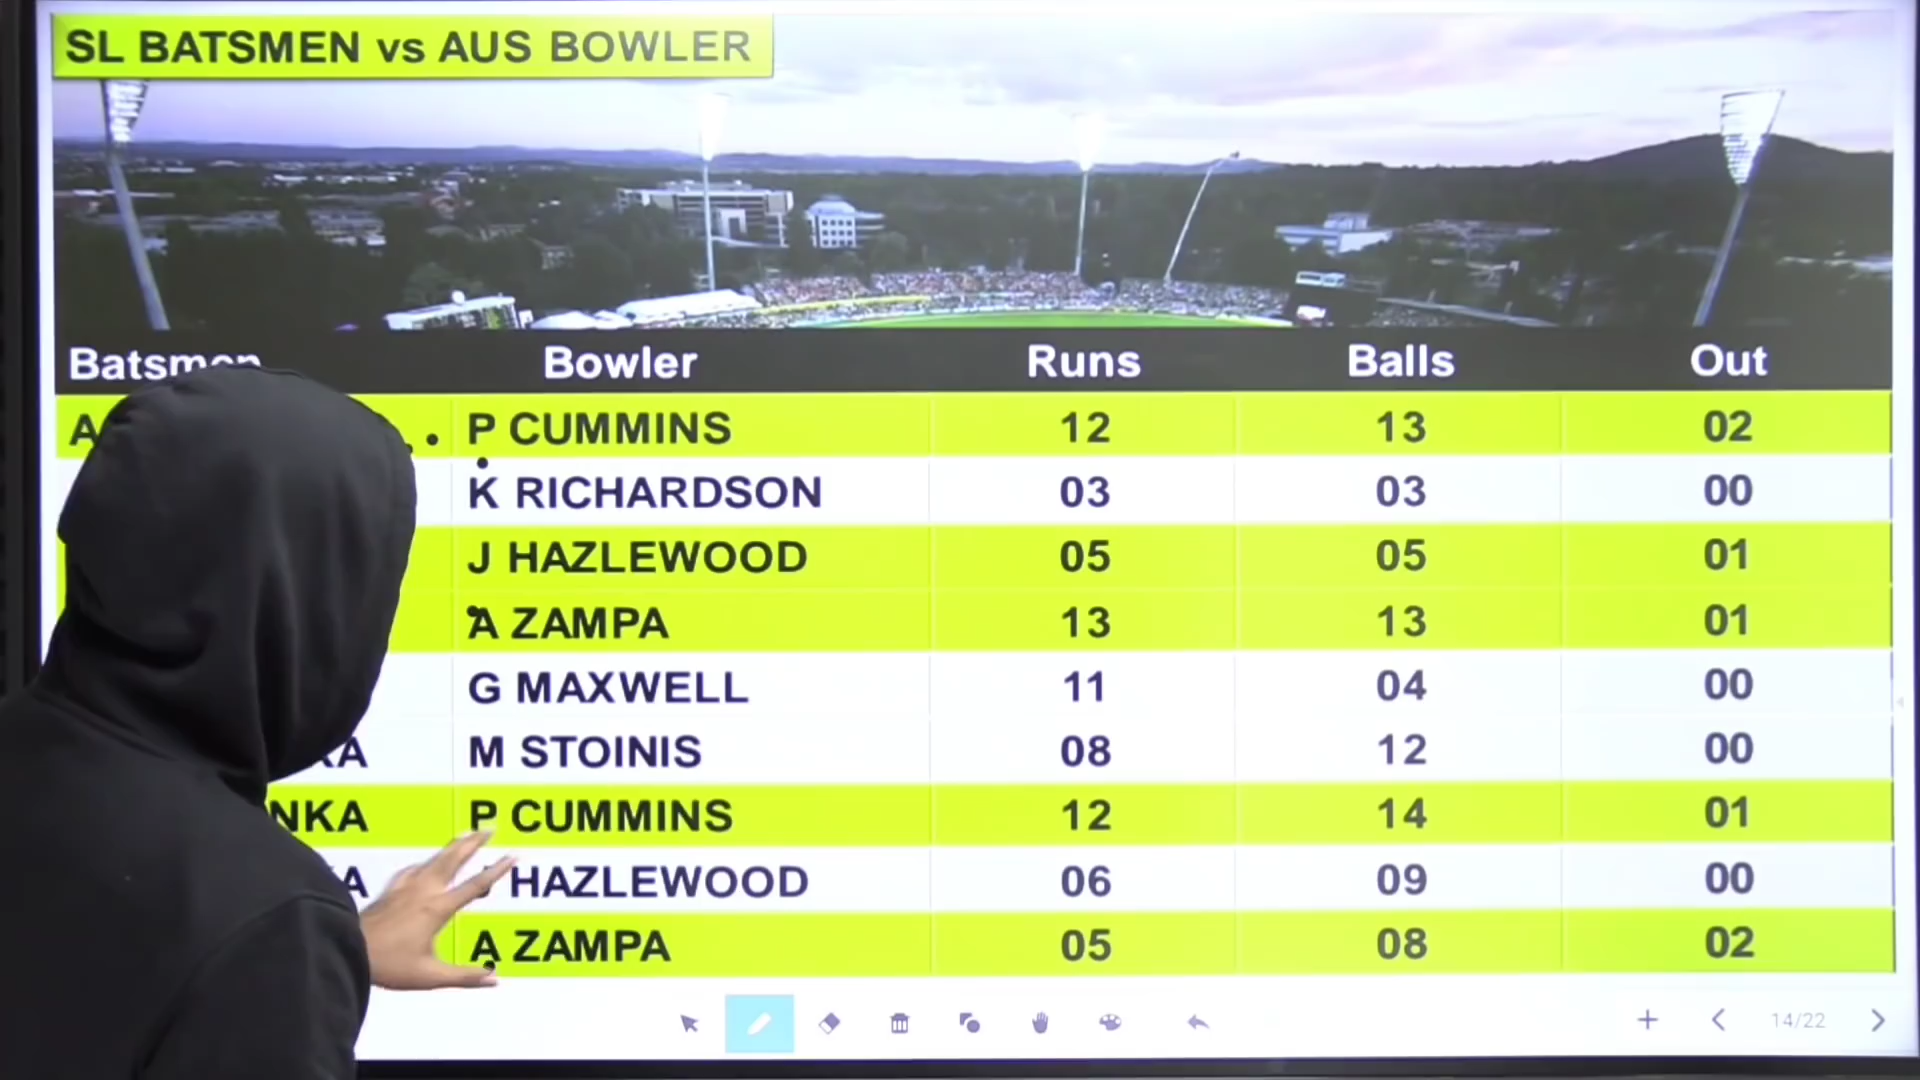 SL BATSMEN vs AUS BOWLER
Batsmen Bowler Runs Balls Out
P CUMMINS 12 13 02
K RICHARDSON 03 03 00
J HAZLEWOOD 05 05 01
A ZAMPA 13 13 01
G MAXWELL 11 04 00
M STOINIS 08 12 00
P CUMMINS 12 14 01
HAZLEWOOD 06 09 00
A ZAMPA 05 08 02
14/22